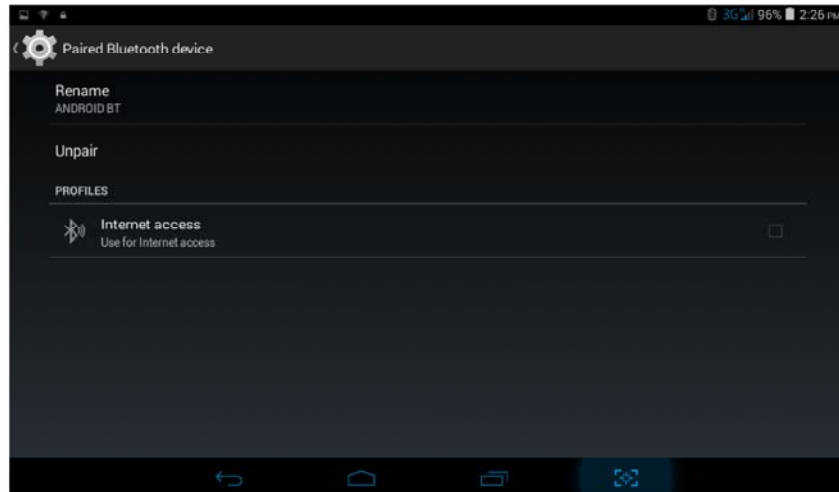 3G 96% 2:26 PM
Paired Bluetooth device
Rename
ANDROID BT
Unpair
PROFILES
Internet access
Use for Internet access